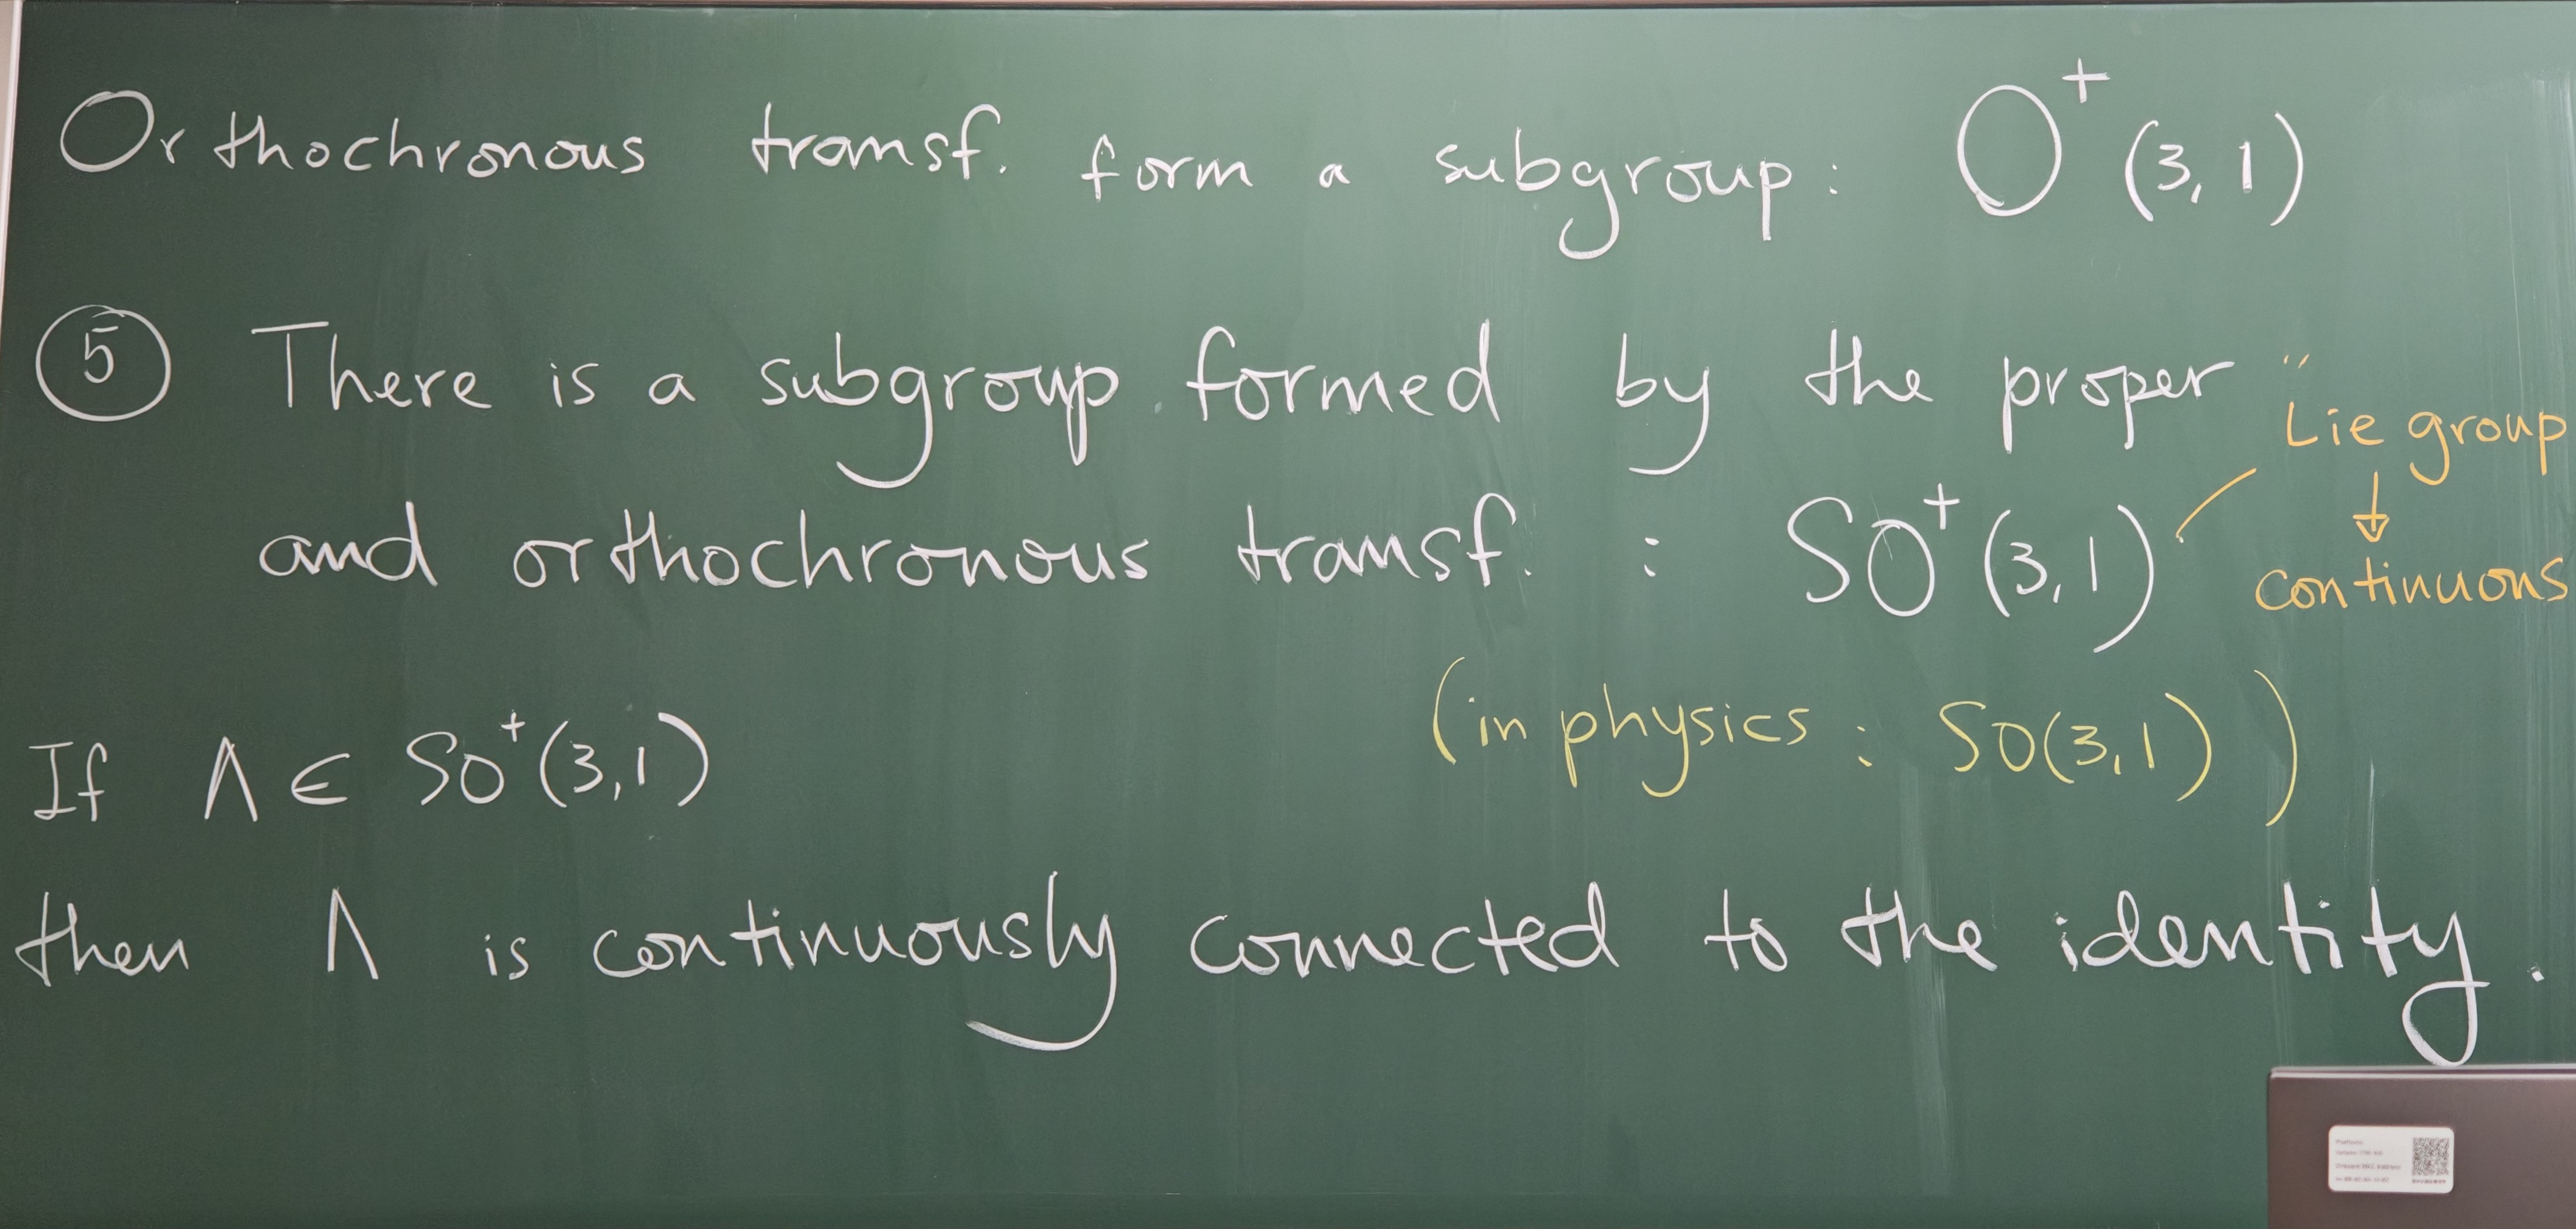 Orthochronous transf. form a subgroup: O⁺(3,1)
⑤ There is a subgroup formed by the proper
and orthochronous transf. : SO⁺(3,1)
Lie group
↓
continuous
(in physics : SO(3,1))
If Λ ∈ SO⁺(3,1)
then Λ is continuously connected to the identity.